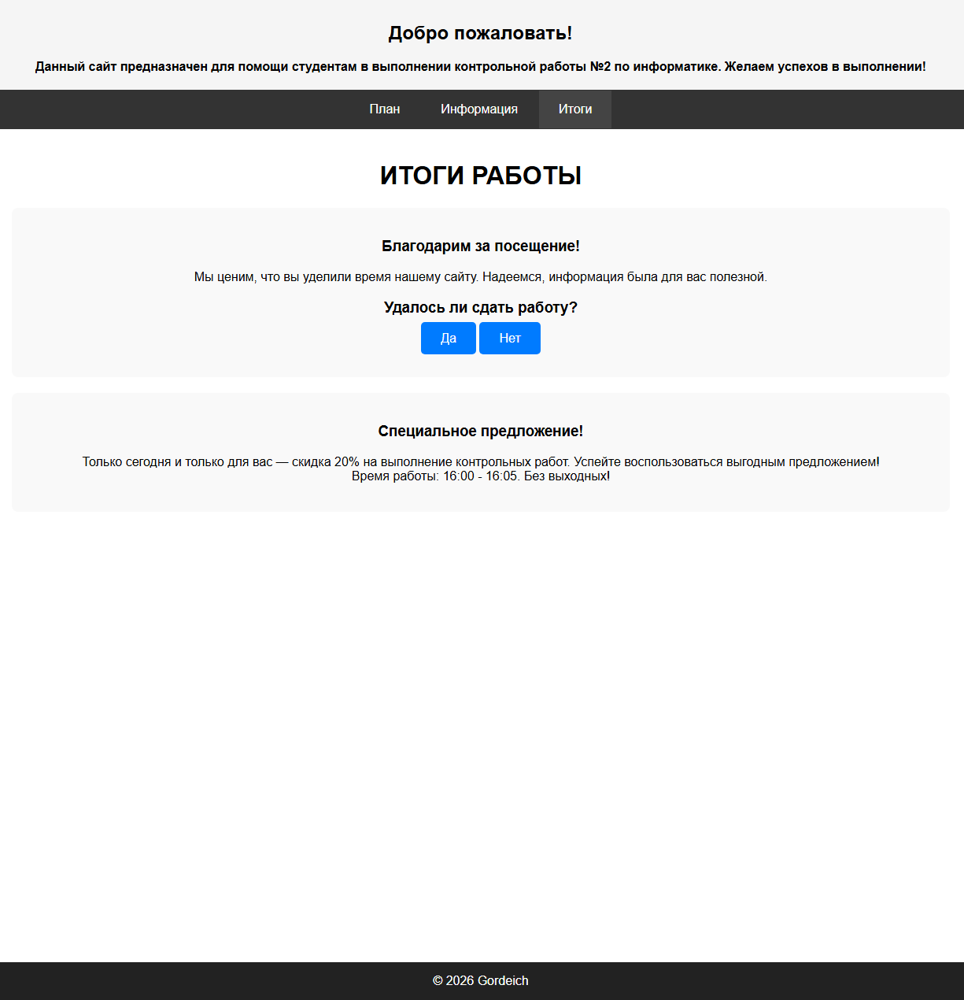 Добро пожаловать!
Данный сайт предназначен для помощи студентам в выполнении контрольной работы №2 по информатике. Желаем успехов в выполнении!
План Информация Итоги
ИТОГИ РАБОТЫ
Благодарим за посещение!
Мы ценим, что вы уделили время нашему сайту. Надеемся, информация была для вас полезной.
Удалось ли сдать работу?
Да Нет
Специальное предложение!
Только сегодня и только для вас — скидка 20% на выполнение контрольных работ. Успейте воспользоваться выгодным предложением!
Время работы: 16:00 - 16:05. Без выходных!
© 2026 Gordeich